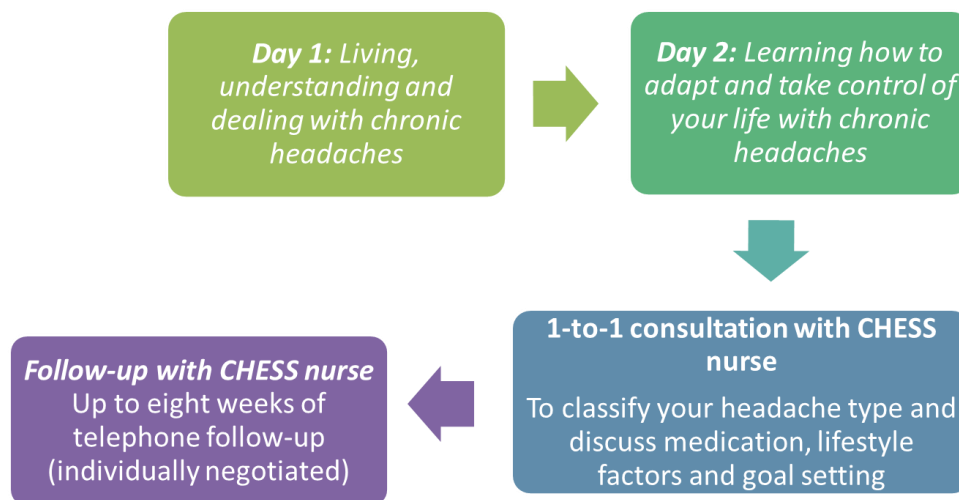 Day 1: Living,
understanding and
dealing with chronic
headaches
Day 2: Learning how to
adapt and take control of
your life with chronic
headaches
1-to-1 consultation with CHESS
nurse
To classify your headache type and
discuss medication, lifestyle
factors and goal setting
Follow-up with CHESS nurse
Up to eight weeks of
telephone follow-up
(individually negotiated)